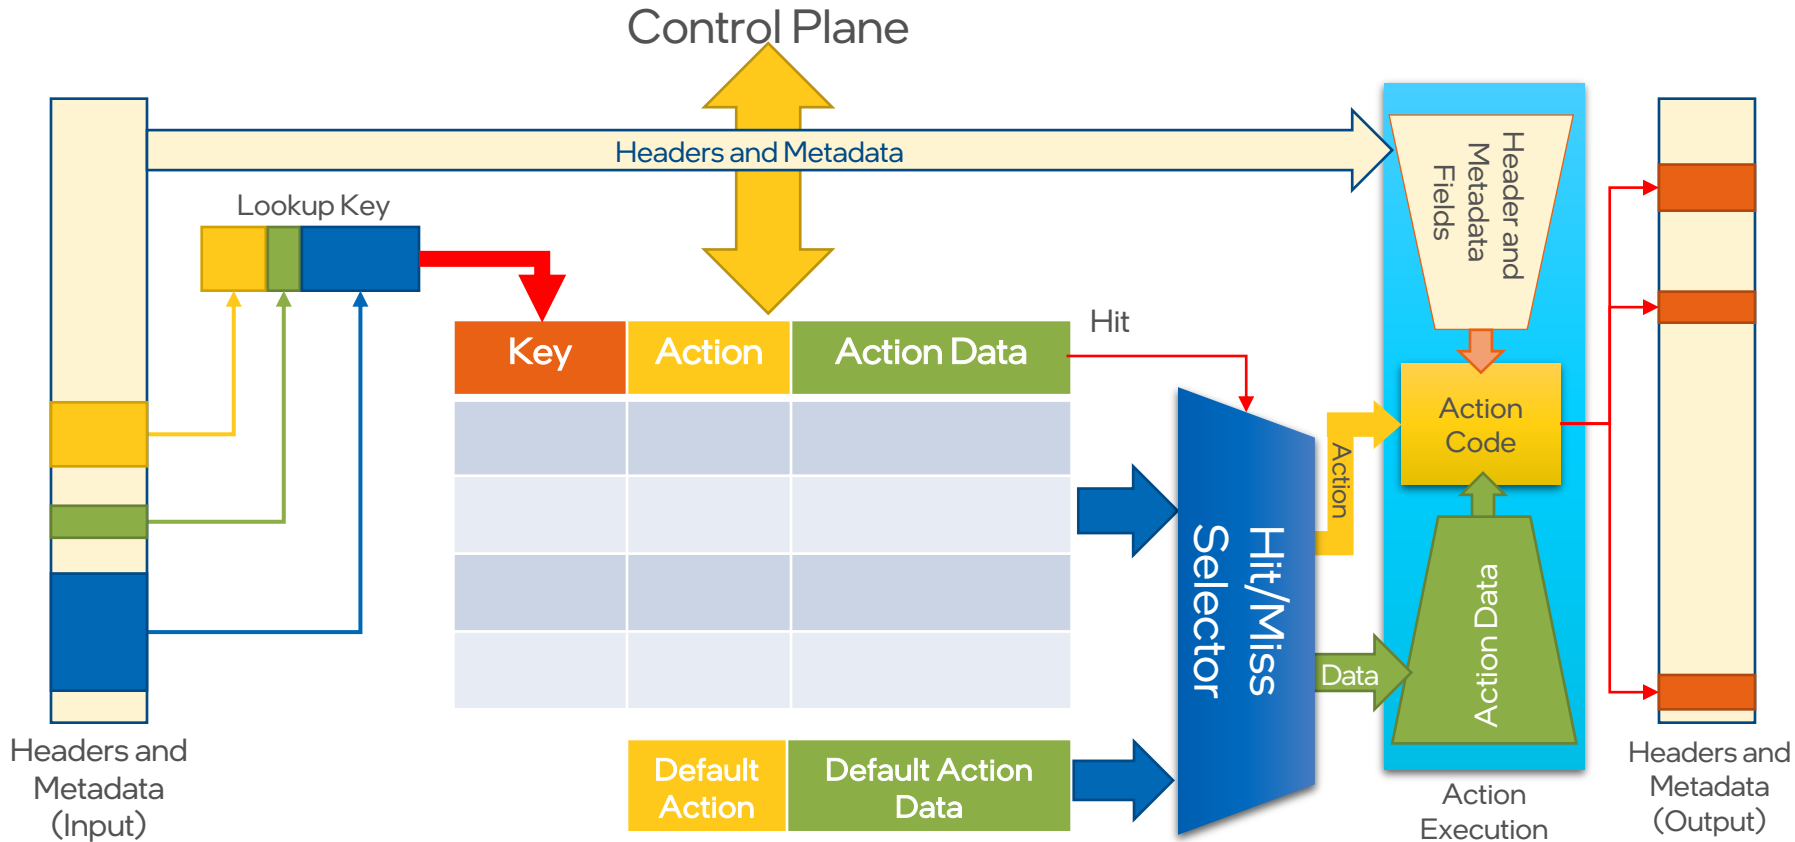 Control Plane
Headers and Metadata
Lookup Key
Key
Action
Action Data
Hit
Hit/Miss
Selector
Action
Data
Header and
Metadata
Fields
Action
Code
Action Data
Default
Action
Default Action
Data
Headers and
Metadata
(Input)
Action
Execution
Headers and
Metadata
(Output)